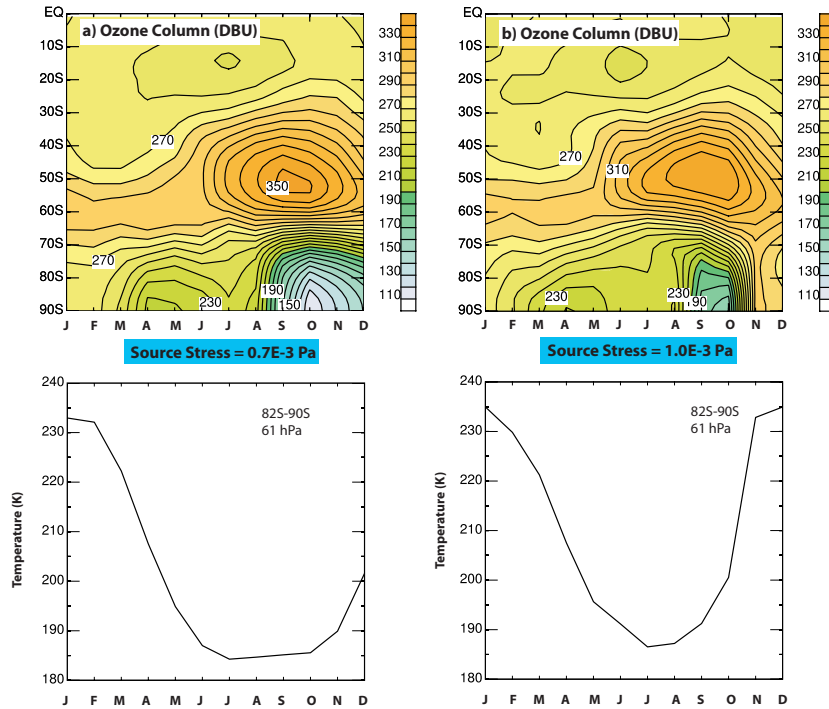 a) Ozone Column (DBU)
EQ
10S
20S
30S
40S
50S
60S
70S
80S
90S
270
350
270
230
190
150
J F M A M J J A S O N D
330
350
310
290
270
250
230
210
190
170
150
130
110
b) Ozone Column (DBU)
EQ
10S
20S
30S
40S
50S
60S
70S
80S
90S
270
310
230
230
190
J F M A M J J A S O N D
330
350
310
290
270
250
230
210
190
170
150
130
110
Source Stress = 0.7E-3 Pa
Source Stress = 1.0E-3 Pa
82S-90S
61 hPa
Temperature (K)
240
230
220
210
200
190
180
J F M A M J J A S O N D
82S-90S
61 hPa
Temperature (K)
240
230
220
210
200
190
180
J F M A M J J A S O N D